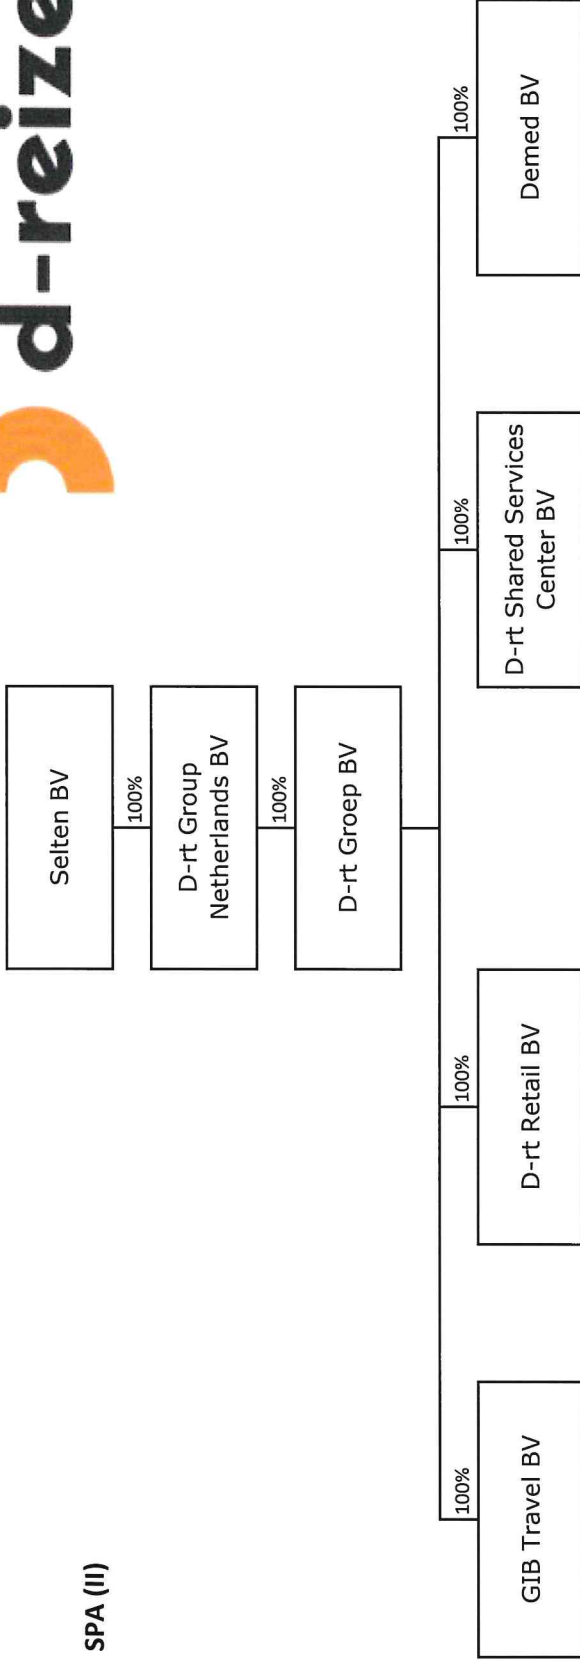 d-reize
SPA (II)
Selten BV
100%
D-rt Group
Netherlands BV
100%
D-rt Groep BV
100%
100%
100%
100%
GIB Travel BV
D-rt Retail BV
D-rt Shared Services
Center BV
Demed BV